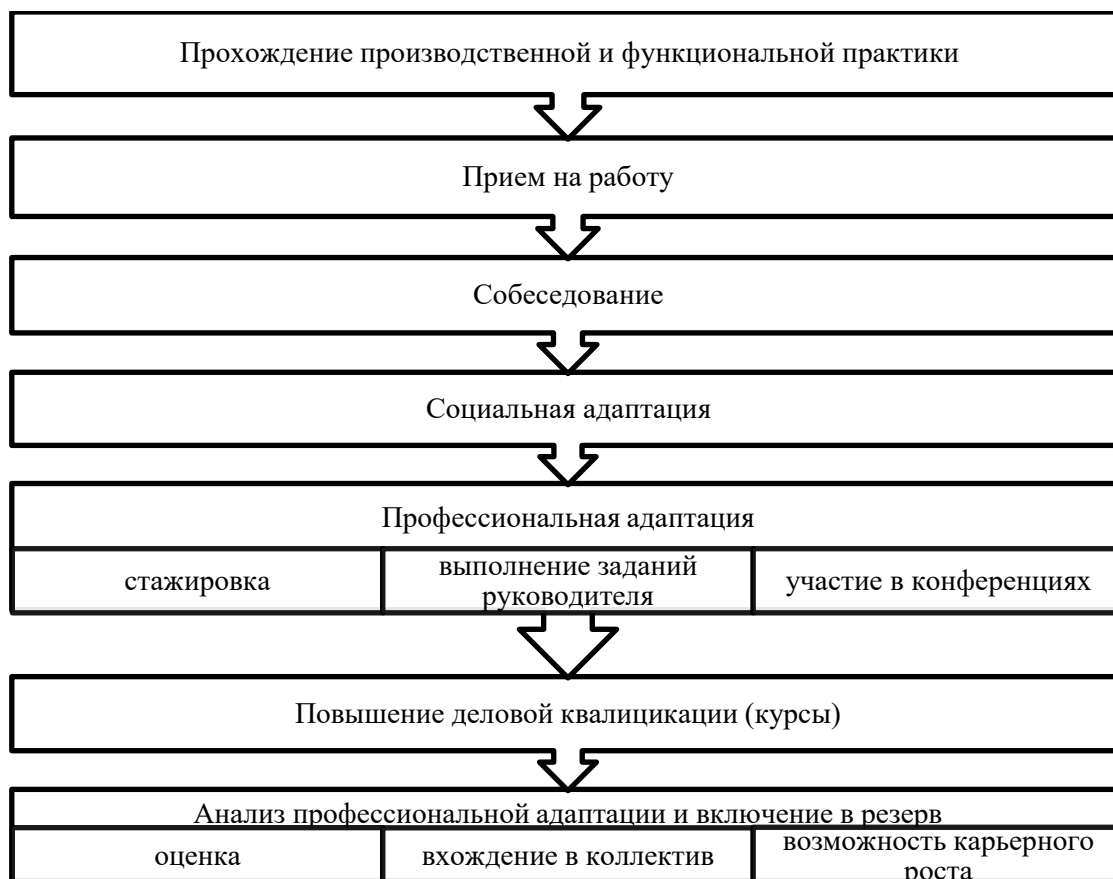 Прохождение производственной и функциональной практики
Прием на работу
Собеседование
Социальная адаптация
Профессиональная адаптация
стажировка
выполнение заданий
руководителя
участие в конференциях
Повышение деловой квалицикации (курсы)
Анализ профессиональной адаптации и включение в резерв
оценка
вхождение в коллектив
возможность карьерного
роста